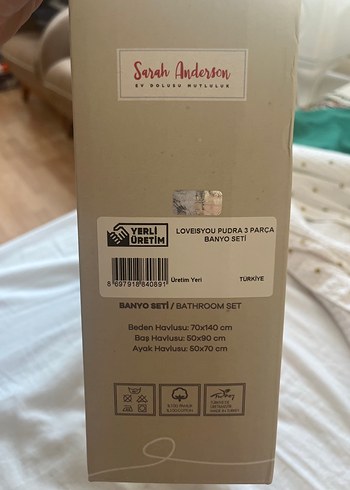 Sarah Anderson
EV DOLUSU MUTLULUK
YERLİ
ÜRETİM
LOVEISYOU PUDRA 3 PARÇA
BANYO SETİ
8 697918 840891
Üretim Yeri
TÜRKİYE
BANYO SETİ / BATHROOM SET
Beden Havlusu: 70x140 cm
Baş Havlusu: 50x90 cm
Ayak Havlusu: 50x70 cm